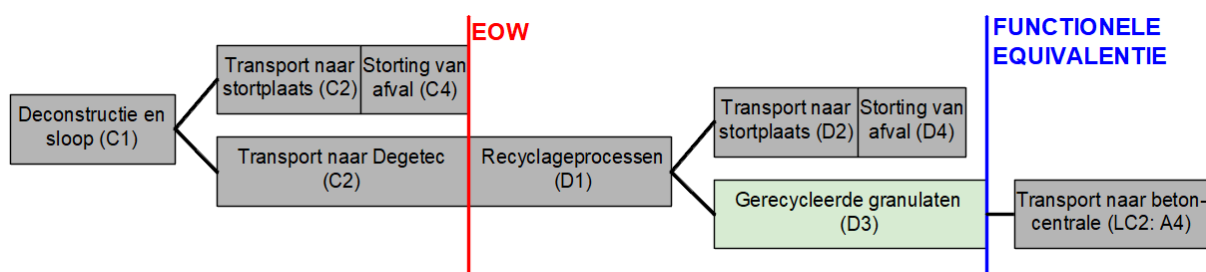 EOW
FUNCTIONELE
EQUIVALENTIE
Deconstructie en
sloop (C1)
Transport naar
stortplaats (C2)
Storting van
afval (C4)
Transport naar Degetec
(C2)
Recyclageprocessen
(D1)
Transport naar
stortplaats (D2)
Storting van
afval (D4)
Gerecycleerde granulaten
(D3)
Transport naar beton-
centrale (LC2: A4)